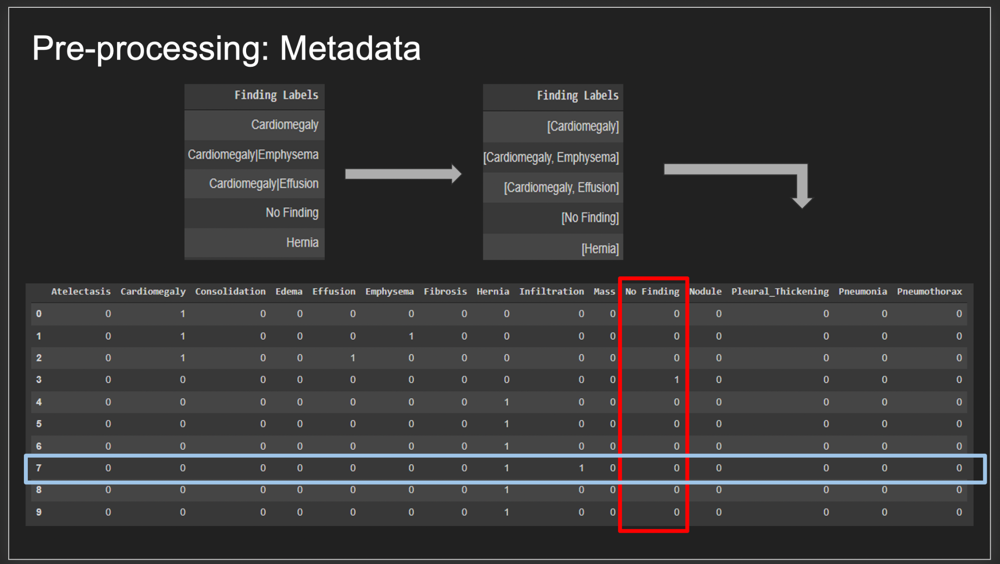 Pre-processing: Metadata
Finding Labels
Cardiomegaly
Cardiomegaly|Emphysema
Cardiomegaly|Effusion
No Finding
Hernia
Finding Labels
[Cardiomegaly]
[Cardiomegaly, Emphysema]
[Cardiomegaly, Effusion]
[No Finding]
[Hernia]
Atelectasis Cardiomegaly Consolidation Edema Effusion Emphysema Fibrosis Hernia Infiltration Mass No Finding Nodule Pleural_Thickening Pneumonia Pneumothorax
0 0 1 0 0 0 0 0 0 0 0 0 0 0 0 0
1 0 1 0 0 0 1 0 0 0 0 0 0 0 0 0
2 0 1 0 0 1 0 0 0 0 0 0 0 0 0 0
3 0 0 0 0 0 0 0 0 0 0 1 0 0 0 0
4 0 0 0 0 0 0 0 1 0 0 0 0 0 0 0
5 0 0 0 0 0 0 0 1 0 0 0 0 0 0 0
6 0 0 0 0 0 0 0 1 0 0 0 0 0 0 0
7 0 0 0 0 0 0 0 1 1 0 0 0 0 0 0
8 0 0 0 0 0 0 0 1 0 0 0 0 0 0 0
9 0 0 0 0 0 0 0 1 0 0 0 0 0 0 0